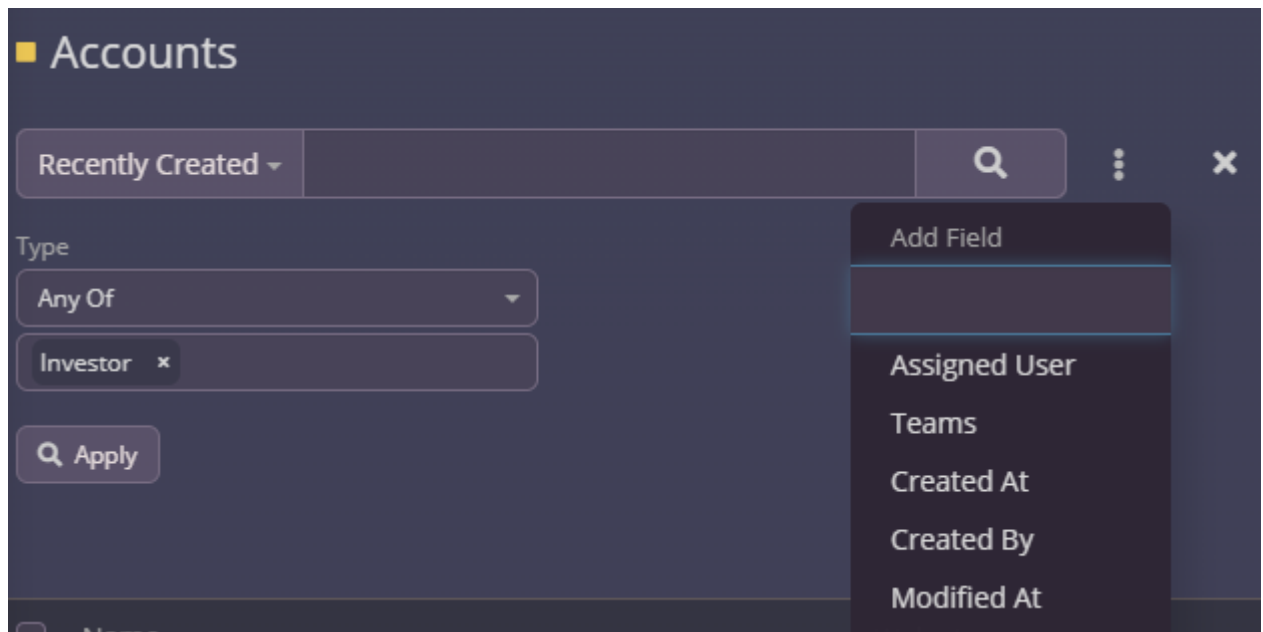 Accounts
Recently Created
Type
Any Of
Investor ×
Apply
Add Field
Assigned User
Teams
Created At
Created By
Modified At